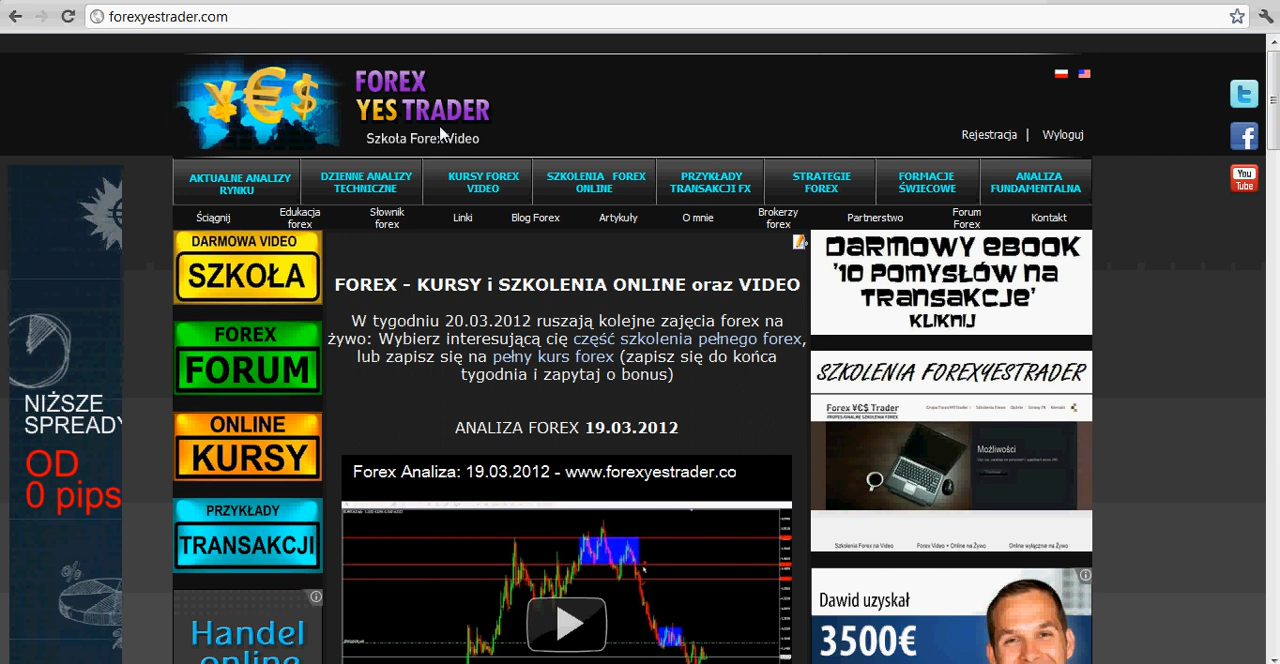 forexyestrader.com
FOREX
YES TRADER
Szkoła Forex Video
Rejestracja | Wyloguj
You
Tube
AKTUALNE ANALIZY
RYNKU
DZIENNE ANALIZY
TECHNICZNE
KURSY FOREX
VIDEO
SZKOLENIA FOREX
ONLINE
PRZYKŁADY
TRANSAKCJI FX
STRATEGIE
FOREX
FORMACJE
ŚWIECOWE
ANALIZA
FUNDAMENTALNA
Ściągnij
Edukacja
forex
Słownik
forex
Linki
Blog Forex
Artykuły
O mnie
Brokerzy
forex
Partnerstwo
Forum
Forex
Kontakt
NIŻSZE
SPREADY
OD
0 pips
DARMOWA VIDEO
SZKOŁA
FOREX
FORUM
ONLINE
KURSY
PRZYKŁADY
TRANSAKCJI
Handel
online
FOREX - KURSY i SZKOLENIA ONLINE oraz VIDEO
W tygodniu 20.03.2012 ruszają kolejne zajęcia forex na
żywo: Wybierz interesującą cię część szkolenia pełnego forex,
lub zapisz się na pełny kurs forex (zapisz się do końca
tygodnia i zapytaj o bonus)
ANALIZA FOREX 19.03.2012
Forex Analiza: 19.03.2012 - www.forexyestrader.co
DARMOWY EBOOK
'10 POMYSŁÓW NA
TRANSAKCJE'
KLIKNIJ
SZKOLENIA FOREXYESTRADER
Forex ¥€$ Trader
Możliwości
Szkolenia Forex na Video
Forex Video + Online na Żywo
Online wyłącznie na Żywo
Dawid uzyskał
3500€